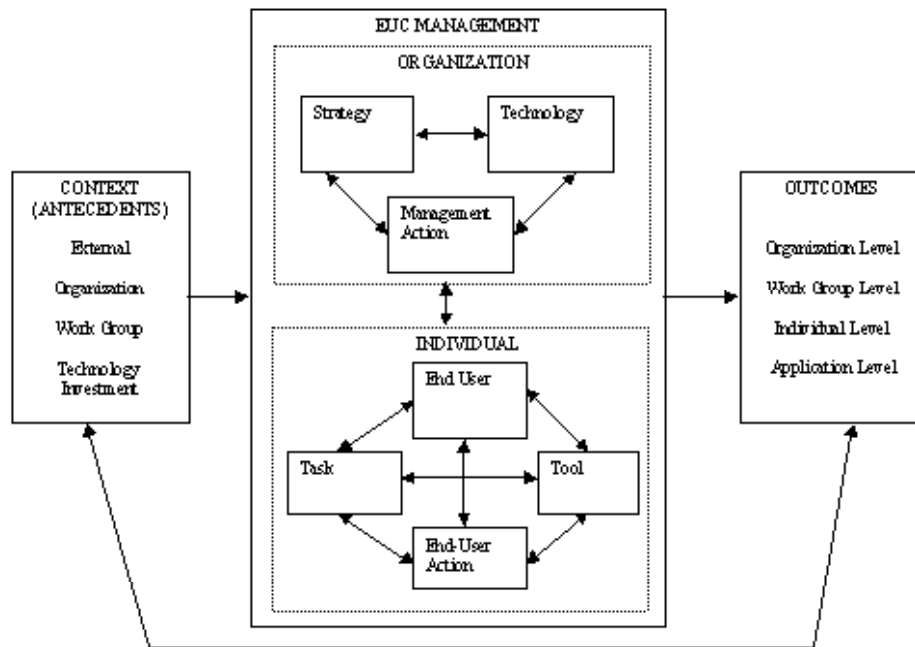 EUC MANAGEMENT
ORGANIZATION
Strategy
Technology
Management
Action
CONTEXT
(ANTECEDENTS)
External
Organization
Work Group
Technology
Investment
OUTCOMES
Organization Level
Work Group Level
Individual Level
Application Level
INDIVIDUAL
End User
Task
Tool
End-User
Action